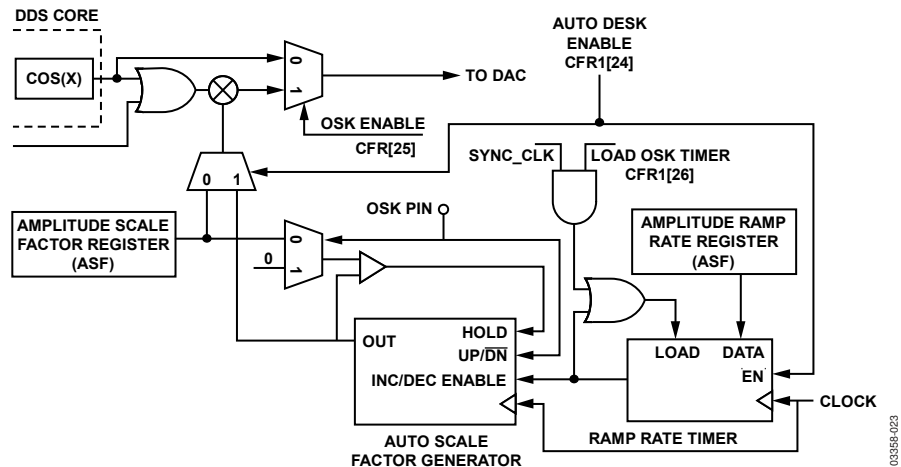 DDS CORE
COS(X)
0
1
TO DAC
OSK ENABLE
CFR[25]
AUTO DESK
ENABLE
CFR1[24]
SYNC_CLK
LOAD OSK TIMER
CFR1[26]
0 1
AMPLITUDE SCALE
FACTOR REGISTER
(ASF)
0
0
1
OSK PIN
AMPLITUDE RAMP
RATE REGISTER
(ASF)
OUT
HOLD
UP/DN
INC/DEC ENABLE
LOAD DATA
EN
CLOCK
RAMP RATE TIMER
AUTO SCALE
FACTOR GENERATOR
03358-023